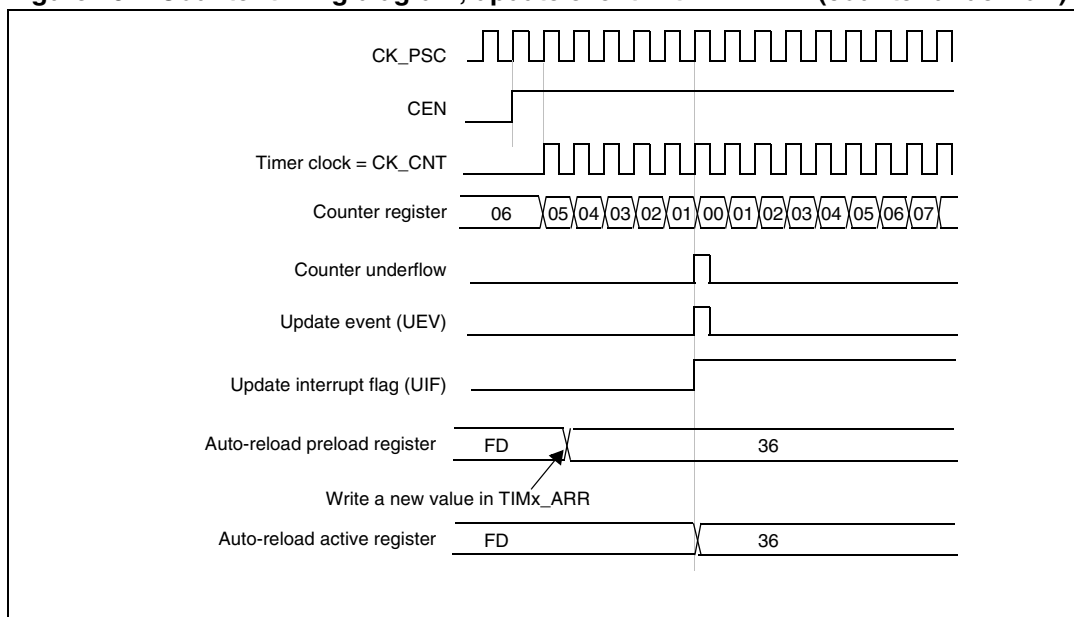 CK_PSC
CEN
Timer clock = CK_CNT
Counter register 06 05 04 03 02 01 00 01 02 03 04 05 06 07
Counter underflow
Update event (UEV)
Update interrupt flag (UIF)
Auto-reload preload register FD 36
Write a new value in TIMx_ARR
Auto-reload active register FD 36